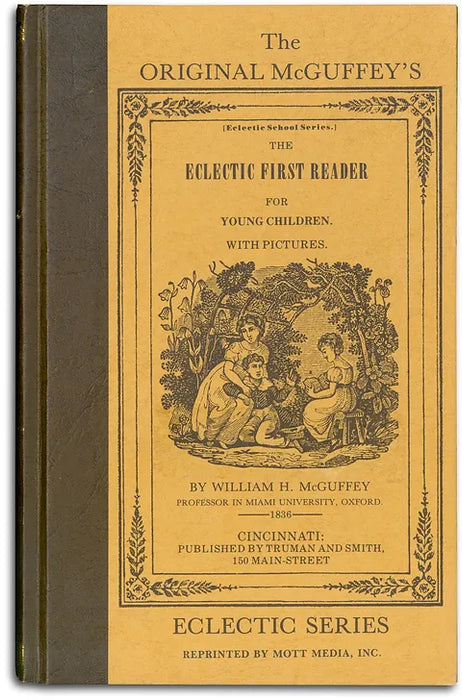 The
ORIGINAL McGUFFEY'S
[Eclectic School Series.]
THE
ECLECTIC FIRST READER
FOR
YOUNG CHILDREN.
WITH PICTURES.
BY WILLIAM H. McGUFFEY
PROFESSOR IN MIAMI UNIVERSITY, OXFORD.
1836
CINCINNATI:
PUBLISHED BY TRUMAN AND SMITH,
150 MAIN-STREET
ECLECTIC SERIES
REPRINTED BY MOTT MEDIA, INC.